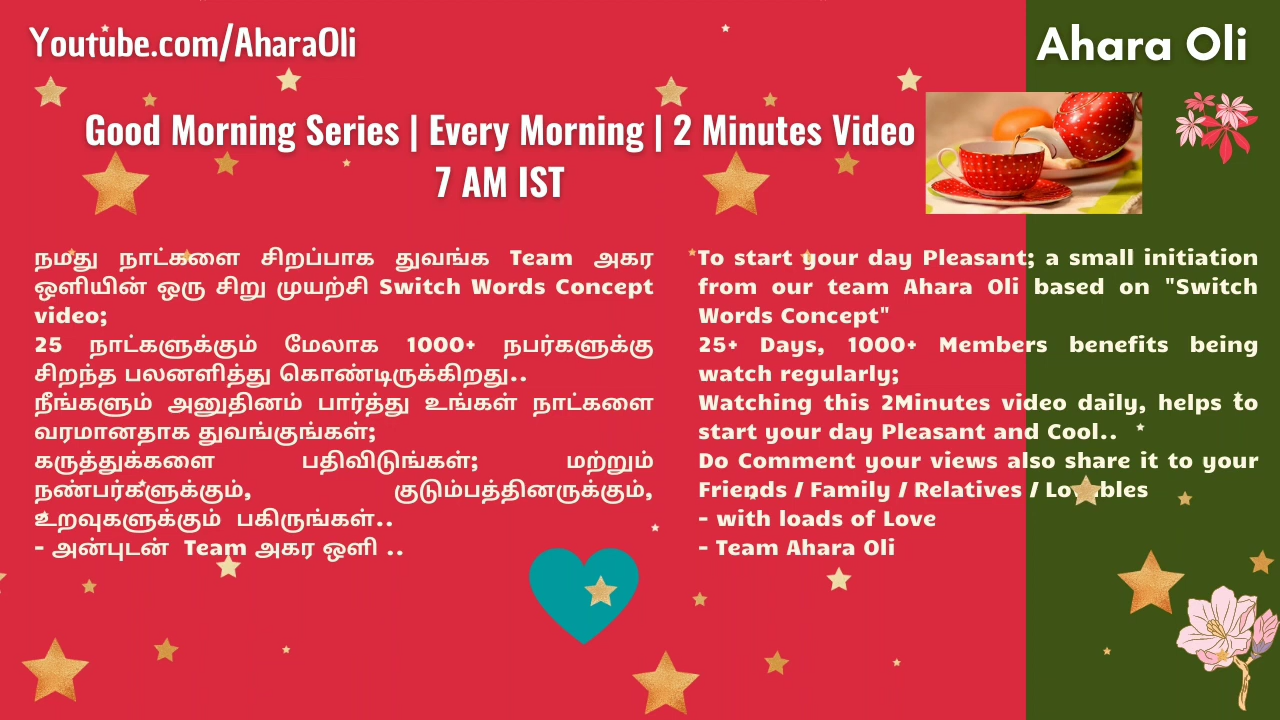 Youtube.com/AharaOli
Ahara Oli
Good Morning Series | Every Morning | 2 Minutes Video
7 AM IST
நமது நாட்களை சிறப்பாக துவங்க Team அகர
ஒளியின் ஒரு சிறு முயற்சி Switch Words Concept
video;
25 நாட்களுக்கும் மேலாக 1000+ நபர்களுக்கு
சிறந்த பலனளித்து கொண்டிருக்கிறது..
நீங்களும் அனுதினம் பார்த்து உங்கள் நாட்களை
வரமானதாக துவங்குங்கள்;
கருத்துக்களை பதிவிடுங்கள்; மற்றும்
நண்பர்களுக்கும், குடும்பத்தினருக்கும்,
உறவுகளுக்கும் பகிருங்கள்..
- அன்புடன் Team அகர ஒளி ..
To start your day Pleasant; a small initiation
from our team Ahara Oli based on "Switch
Words Concept"
25+ Days, 1000+ Members benefits being
watch regularly;
Watching this 2Minutes video daily, helps to
start your day Pleasant and Cool..
Do Comment your views also share it to your
Friends / Family / Relatives / Lovables
- with loads of Love
- Team Ahara Oli